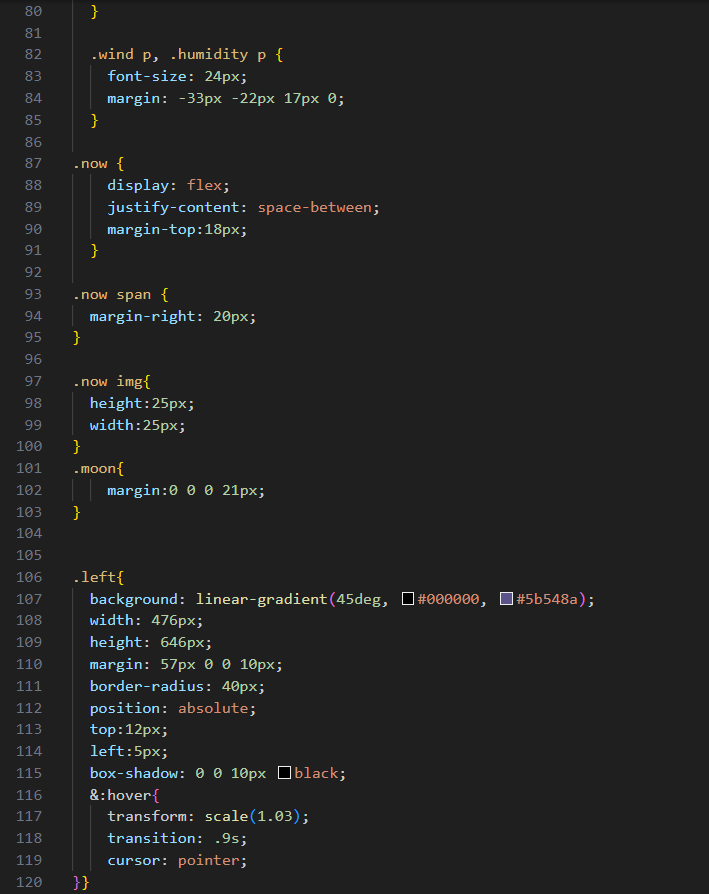 80 }
81
82 .wind p, .humidity p {
83 font-size: 24px;
84 margin: -33px -22px 17px 0;
85 }
86
87 .now {
88 display: flex;
89 justify-content: space-between;
90 margin-top:18px;
91 }
92
93 .now span {
94 margin-right: 20px;
95 }
96
97 .now img{
98 height:25px;
99 width:25px;
100 }
101 .moon{
102 margin:0 0 0 21px;
103 }
104
105
106 .left{
107 background: linear-gradient(45deg, #000000, #5b548a);
108 width: 476px;
109 height: 646px;
110 margin: 57px 0 0 10px;
111 border-radius: 40px;
112 position: absolute;
113 top:12px;
114 left:5px;
115 box-shadow: 0 0 10px black;
116 &:hover{
117 transform: scale(1.03);
118 transition: .9s;
119 cursor: pointer;
120 }}